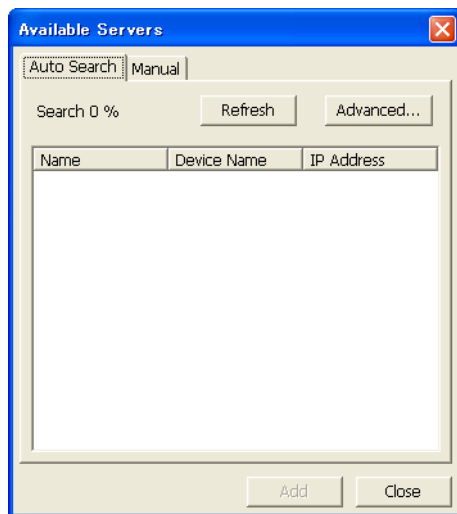 Available Servers
Auto Search Manual
Search 0 % Refresh Advanced...
Name Device Name IP Address
Add Close